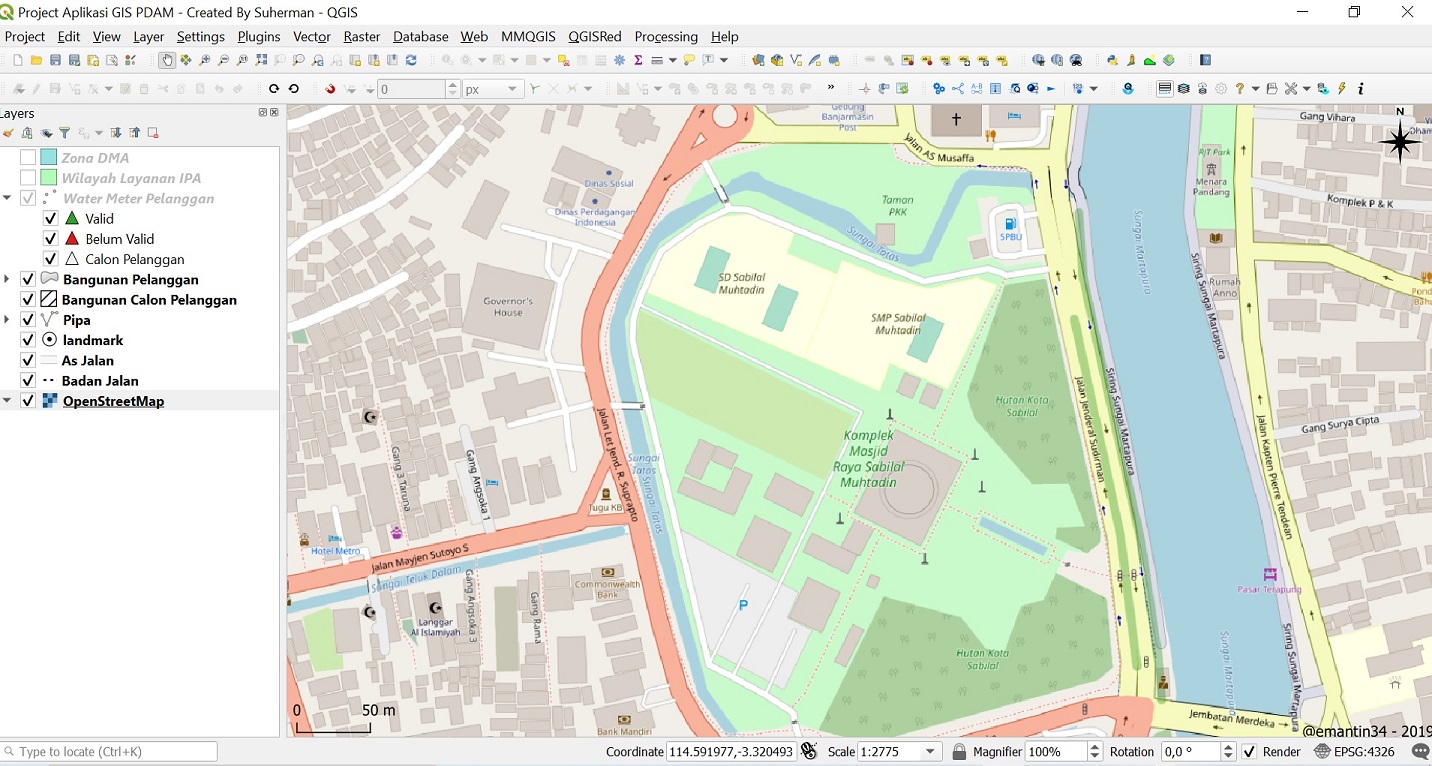 Project Aplikasi GIS PDAM - Created By Suherman - QGIS
Project Edit View Layer Settings Plugins Vector Raster Database Web MMQGIS QGISRed Processing Help
0 px
Layers
Zona DMA
Wilayah Layanan IPA
Water Meter Pelanggan
Valid
Belum Valid
Calon Pelanggan
Bangunan Pelanggan
Bangunan Calon Pelanggan
Pipa
landmark
As Jalan
Badan Jalan
OpenStreetMap
Gedung
Banjarmasin
Post
Jalan AS Musaffa
Gang Vihara
N
RJT Park
Menara
Pandang
Komplek P & K
Dinas Sosial
Dinas Perdagangan
Indonesia
Taman
PKK
SPBU
Sungai Tatas
Sungai Martapura
SD Sabilal
Muhtadin
SMP Sabilal
Muhtadin
Governor's
House
Rumah
Anno
Siring Sungai Martapura
Siring Sungai Martapura
Jalan Jenderal Sudirman
Jalan Kapten Pierre Tendean
Hutan Kota
Sabilal
Gang Surya Cipta
Komplek
Masjid
Raya Sabilal
Muhtadin
Jalan Let Jend. R. Suprapto
Sungai
Tatas
Sungai Tatas
Gang 3 Taruna
Gang Angsoka 1
Tugu KB
Hotel Metro
Jalan Mayjen Sutoyo S
Sungai Teluk Dalam
Gang Angsoka 3
Gang Rama
Commonwealth
Bank
Langgar
Al Islamiyah
P
Pasar Terapung
Hutan Kota
Sabilal
Sungai Martapura
Siring Sungai Martapura
Bank Mandiri
Jembatan Merdeka
0 50 m
@emantin34 - 2019
Type to locate (Ctrl+K)
Coordinate 114.591977,-3.320493 Scale 1:2775 Magnifier 100% Rotation 0,0 ° Render EPSG:4326